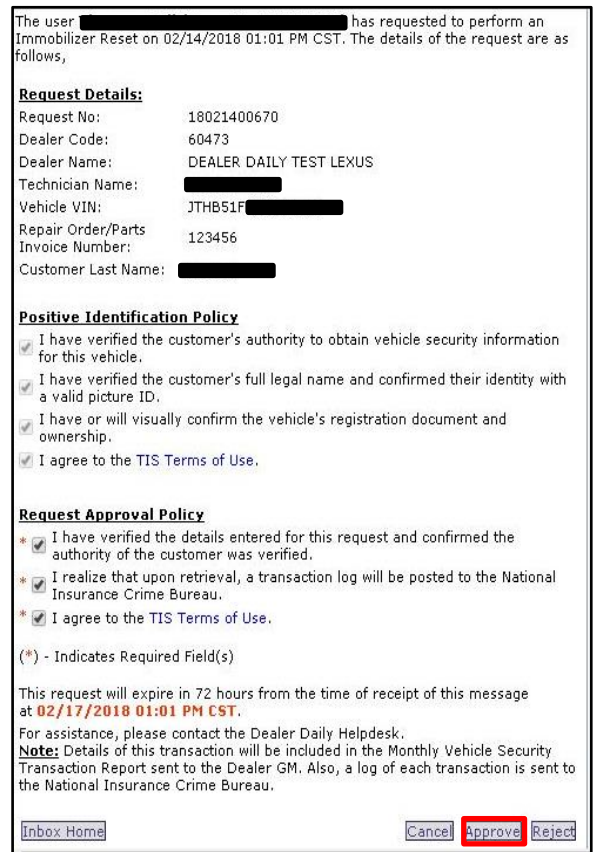 The user has requested to perform an
Immobilizer Reset on 02/14/2018 01:01 PM CST. The details of the request are as
follows,
Request Details:
Request No: 18021400670
Dealer Code: 60473
Dealer Name: DEALER DAILY TEST LEXUS
Technician Name:
Vehicle VIN: JTHB51F
Repair Order/Parts
Invoice Number: 123456
Customer Last Name:
Positive Identification Policy
I have verified the customer's authority to obtain vehicle security information
for this vehicle.
I have verified the customer's full legal name and confirmed their identity with
a valid picture ID.
I have or will visually confirm the vehicle's registration document and
ownership.
I agree to the TIS Terms of Use.
Request Approval Policy
* I have verified the details entered for this request and confirmed the
authority of the customer was verified.
* I realize that upon retrieval, a transaction log will be posted to the National
Insurance Crime Bureau.
* I agree to the TIS Terms of Use.
(*) - Indicates Required Field(s)
This request will expire in 72 hours from the time of receipt of this message
at 02/17/2018 01:01 PM CST.
For assistance, please contact the Dealer Daily Helpdesk.
Note: Details of this transaction will be included in the Monthly Vehicle Security
Transaction Report sent to the Dealer GM. Also, a log of each transaction is sent to
the National Insurance Crime Bureau.
Inbox Home Cancel Approve Reject